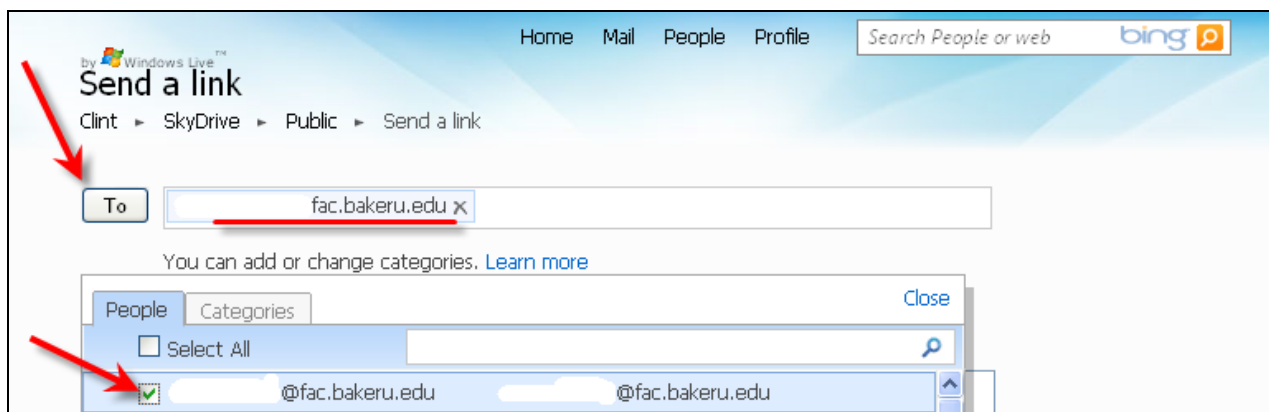 Home Mail People Profile Search People or web bing
by Windows Live™
Send a link
Clint ► SkyDrive ► Public ► Send a link
To fac.bakeru.edu x
You can add or change categories. Learn more
People Categories Close
Select All
@fac.bakeru.edu @fac.bakeru.edu